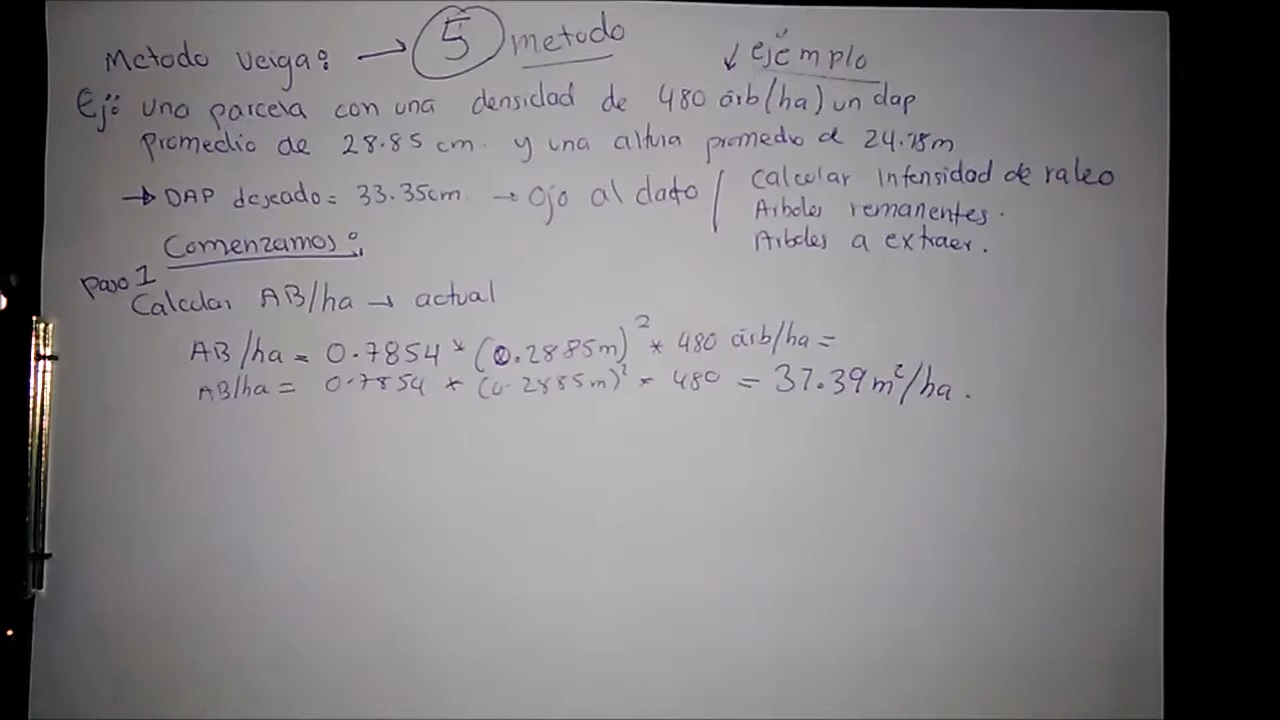 Metodo Veiga: → 5 metodo
↓ ejemplo
Ej: una parcela con una densidad de 480 árb/(ha) un dap
Promedio de 28.85 cm. y una altura promedio de 24.78m
→ DAP deseado = 33.35cm. → Ojo al dato / Calcular Intensidad de raleo
Arboles remanentes.
Arboles a extraer.
Comenzamos:
Paso 1
Calcular AB/ha → actual
AB/ha = 0.7854 * (0.2885m)² * 480 árb/ha =
AB/ha = 0.7854 * (0.2885m)² * 480 = 37.39m²/ha.